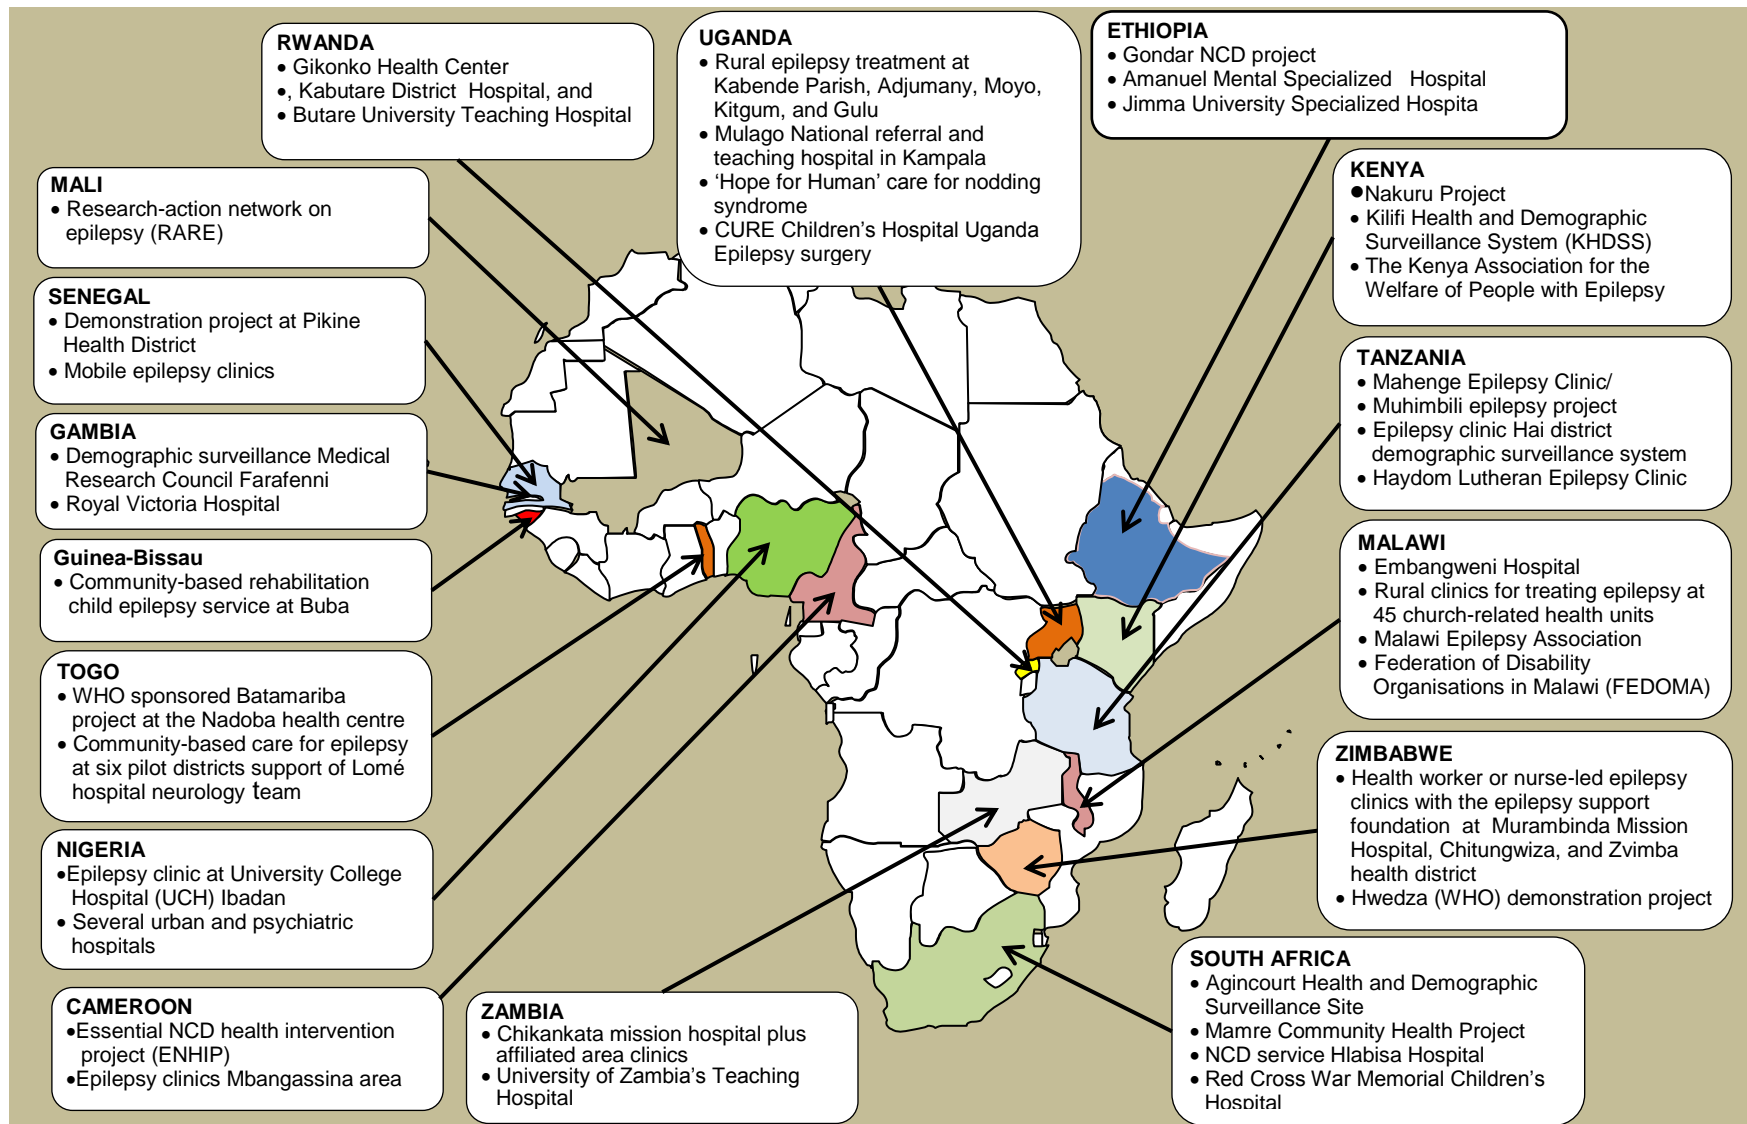 RWANDA
• Gikonko Health Center
•, Kabutare District Hospital, and
• Butare University Teaching Hospital
UGANDA
• Rural epilepsy treatment at
Kabende Parish, Adjumany, Moyo,
Kitgum, and Gulu
• Mulago National referral and
teaching hospital in Kampala
• ‘Hope for Human’ care for nodding
syndrome
• CURE Children’s Hospital Uganda
Epilepsy surgery
ETHIOPIA
• Gondar NCD project
• Amanuel Mental Specialized Hospital
• Jimma University Specialized Hospita
MALI
• Research-action network on
epilepsy (RARE)
KENYA
•Nakuru Project
• Kilifi Health and Demographic
Surveillance System (KHDSS)
• The Kenya Association for the
Welfare of People with Epilepsy
SENEGAL
• Demonstration project at Pikine
Health District
• Mobile epilepsy clinics
TANZANIA
• Mahenge Epilepsy Clinic/
• Muhimbili epilepsy project
• Epilepsy clinic Hai district
demographic surveillance system
• Haydom Lutheran Epilepsy Clinic
GAMBIA
• Demographic surveillance Medical
Research Council Farafenni
• Royal Victoria Hospital
MALAWI
• Embangweni Hospital
• Rural clinics for treating epilepsy at
45 church-related health units
• Malawi Epilepsy Association
• Federation of Disability
Organisations in Malawi (FEDOMA)
Guinea-Bissau
• Community-based rehabilitation
child epilepsy service at Buba
TOGO
• WHO sponsored Batamariba
project at the Nadoba health centre
• Community-based care for epilepsy
at six pilot districts support of Lomé
hospital neurology team
ZIMBABWE
• Health worker or nurse-led epilepsy
clinics with the epilepsy support
foundation at Murambinda Mission
Hospital, Chitungwiza, and Zvimba
health district
• Hwedza (WHO) demonstration project
NIGERIA
•Epilepsy clinic at University College
Hospital (UCH) Ibadan
• Several urban and psychiatric
hospitals
SOUTH AFRICA
• Agincourt Health and Demographic
Surveillance Site
• Mamre Community Health Project
• NCD service Hlabisa Hospital
• Red Cross War Memorial Children’s
Hospital
CAMEROON
•Essential NCD health intervention
project (ENHIP)
•Epilepsy clinics Mbangassina area
ZAMBIA
• Chikankata mission hospital plus
affiliated area clinics
• University of Zambia’s Teaching
Hospital